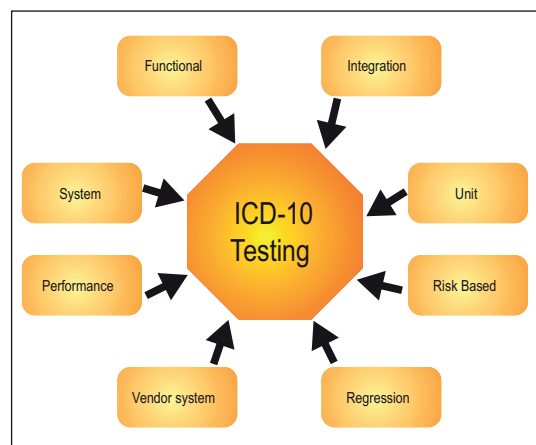 Functional
Integration
System
ICD-10
Testing
Unit
Performance
Risk Based
Vendor system
Regression